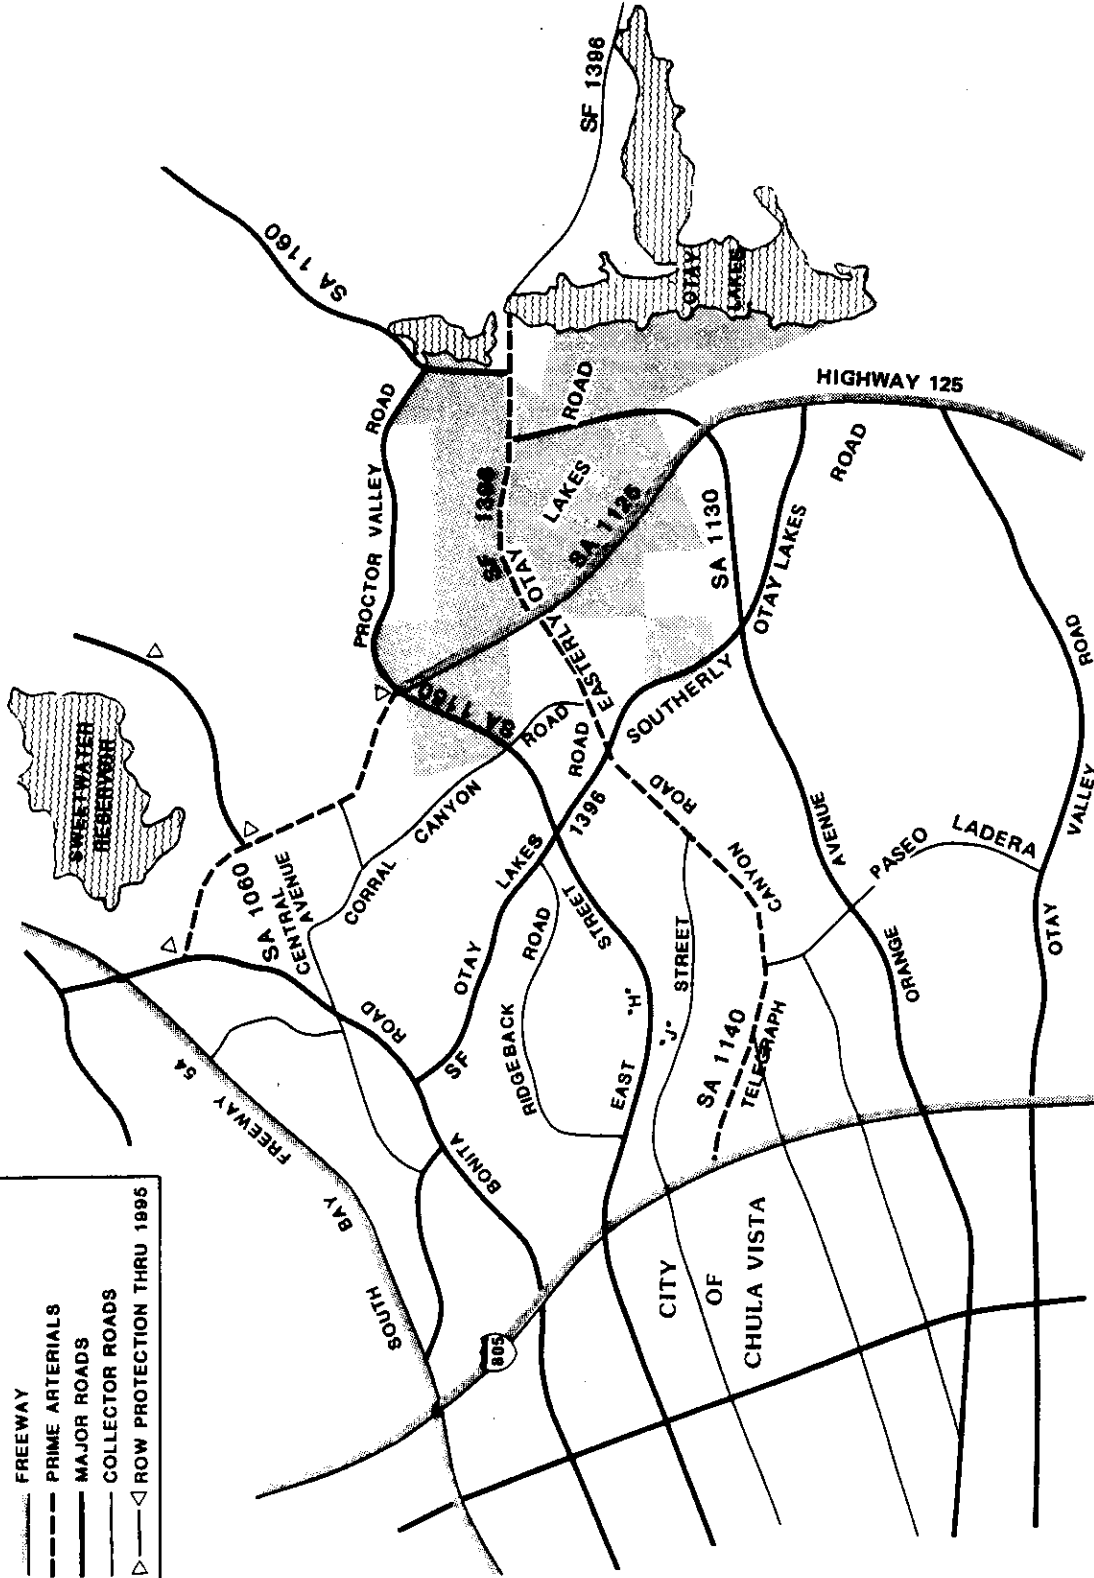 FREEWAY
PRIME ARTERIALS
MAJOR ROADS
COLLECTOR ROADS
ROW PROTECTION THRU 1995
SWEETWATER
RESERVOIR
SA 1160
SF 1396
PROCTOR VALLEY ROAD
OTAY
LAKES
HIGHWAY 125
SF 1396
EASTERLY OTAY LAKES ROAD
SA 1125
SA 1150
SA 1130
SOUTHERLY OTAY LAKES ROAD
SA 1060
CENTRAL
AVENUE
CORRAL CANYON ROAD
SF 1396
OTAY LAKES ROAD
RIDGEBACK ROAD
EAST "H" STREET
"J" STREET
SA 1140
TELEGRAPH CANYON ROAD
PASEO LADERA
ORANGE AVENUE
OTAY VALLEY ROAD
BONITA ROAD
SOUTH BAY FREEWAY 54
805
CITY
OF
CHULA VISTA